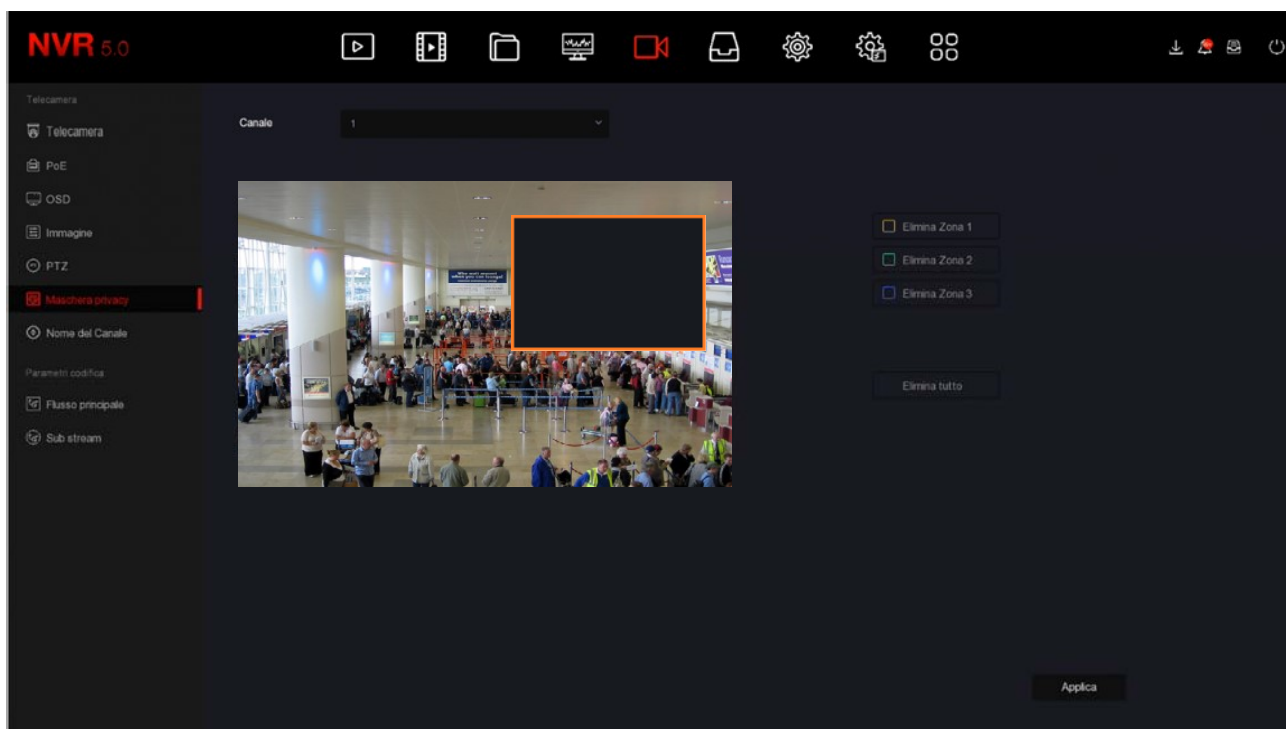 NVR 5.0
Telecamera
Telecamera
PoE
OSD
Immagine
PTZ
Maschera privacy
Nome del Canale
Parametri codifica
Flusso principale
Sub stream
Canale 1
Elimina Zona 1
Elimina Zona 2
Elimina Zona 3
Elimina tutto
Applica